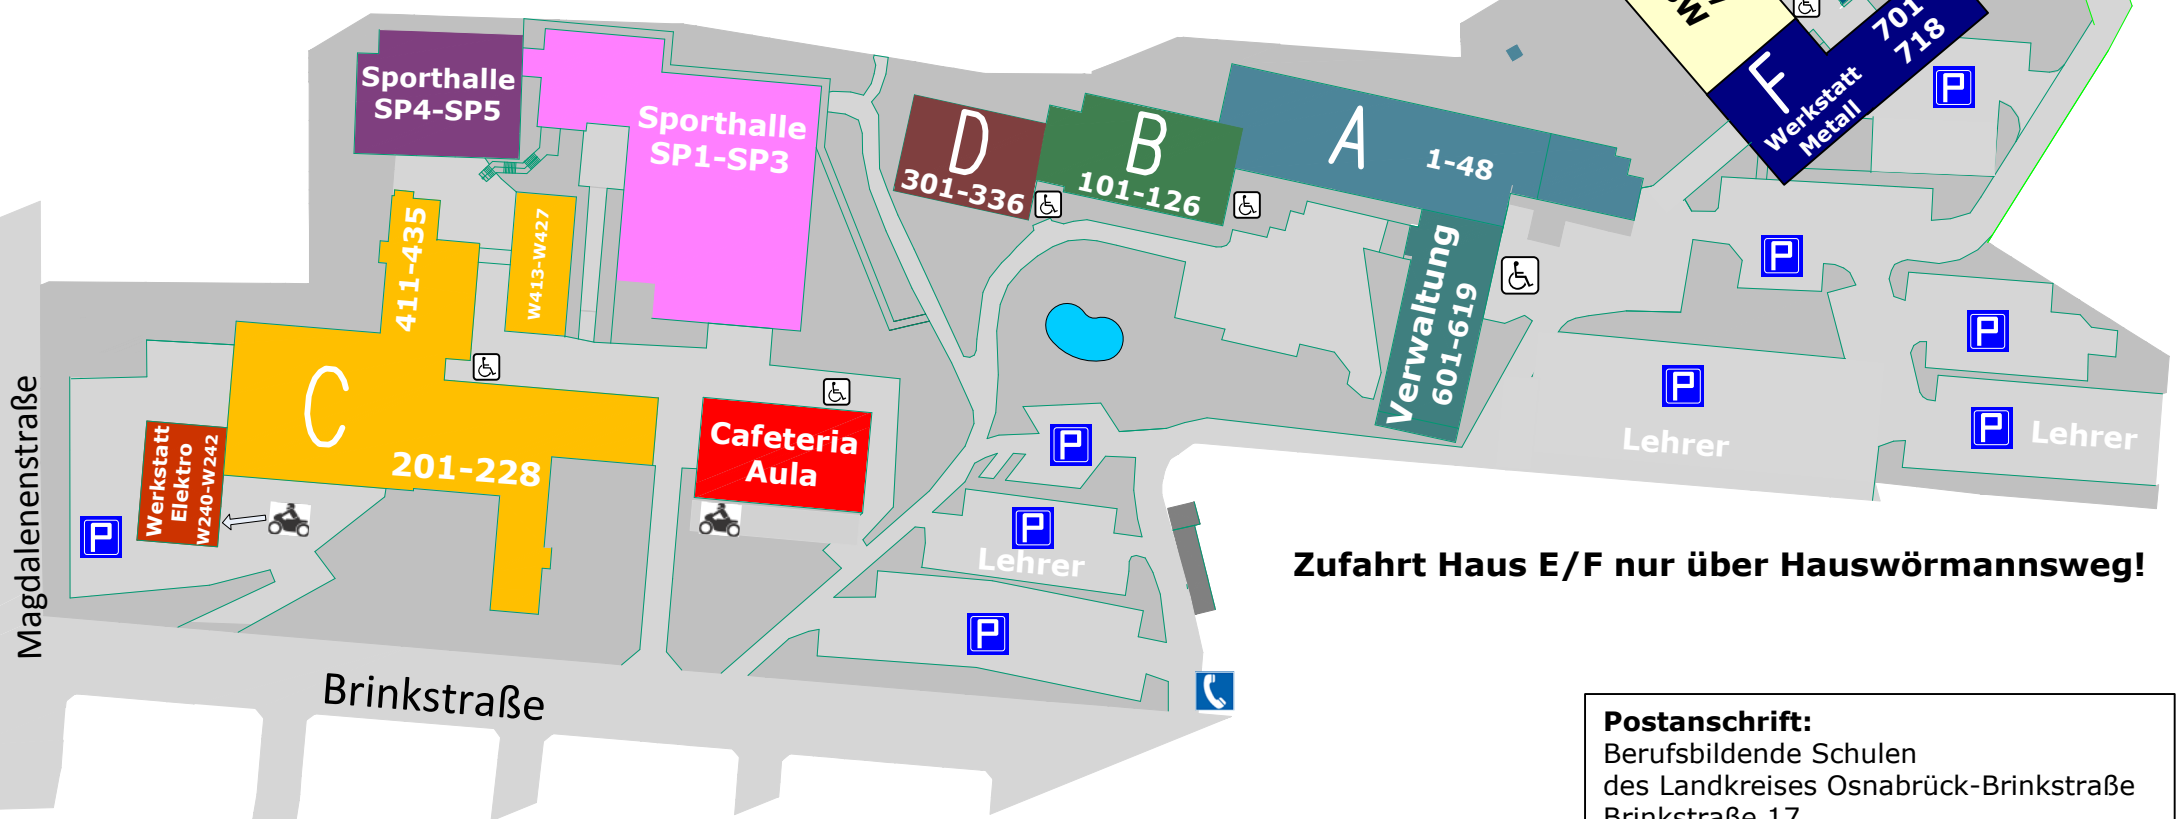 Sporthalle
SP4-SP5
Sporthalle
SP1-SP3
D
301-336
B
101-126
A
1-48
F
701
718
Werkstatt
Metall
P
411-435
W413-W427
Verwaltung
601-619
P
P
P
P
Lehrer
Lehrer
C
201-228
Werkstatt
Elektro
W240-W242
P
Cafeteria
Aula
P
P
Lehrer
P
Magdalenenstraße
Brinkstraße
Zufahrt Haus E/F nur über Hauswörmannsweg!
Postanschrift:
Berufsbildende Schulen
des Landkreises Osnabrück-Brinkstraße
Brinkstraße 17